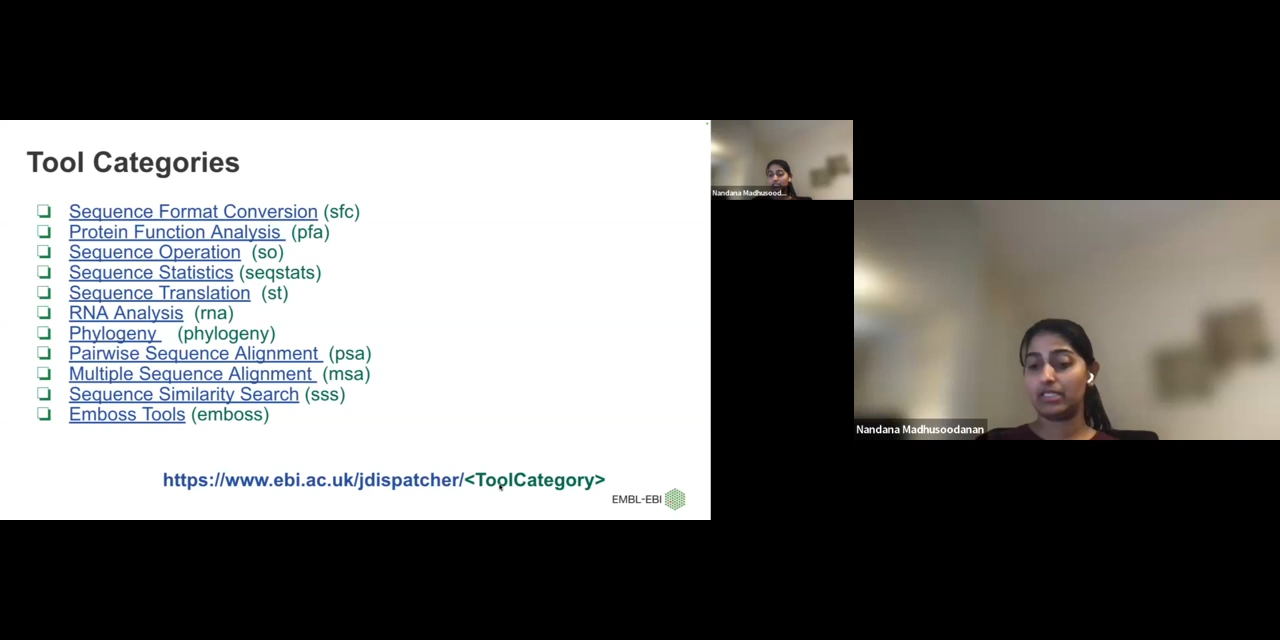 Tool Categories
❏ Sequence Format Conversion (sfc)
❏ Protein Function Analysis (pfa)
❏ Sequence Operation (so)
❏ Sequence Statistics (seqstats)
❏ Sequence Translation (st)
❏ RNA Analysis (rna)
❏ Phylogeny (phylogeny)
❏ Pairwise Sequence Alignment (psa)
❏ Multiple Sequence Alignment (msa)
❏ Sequence Similarity Search (sss)
❏ Emboss Tools (emboss)
https://www.ebi.ac.uk/jdispatcher/<ToolCategory>
EMBL-EBI
Nandana Madhusood...
Nandana Madhusoodanan